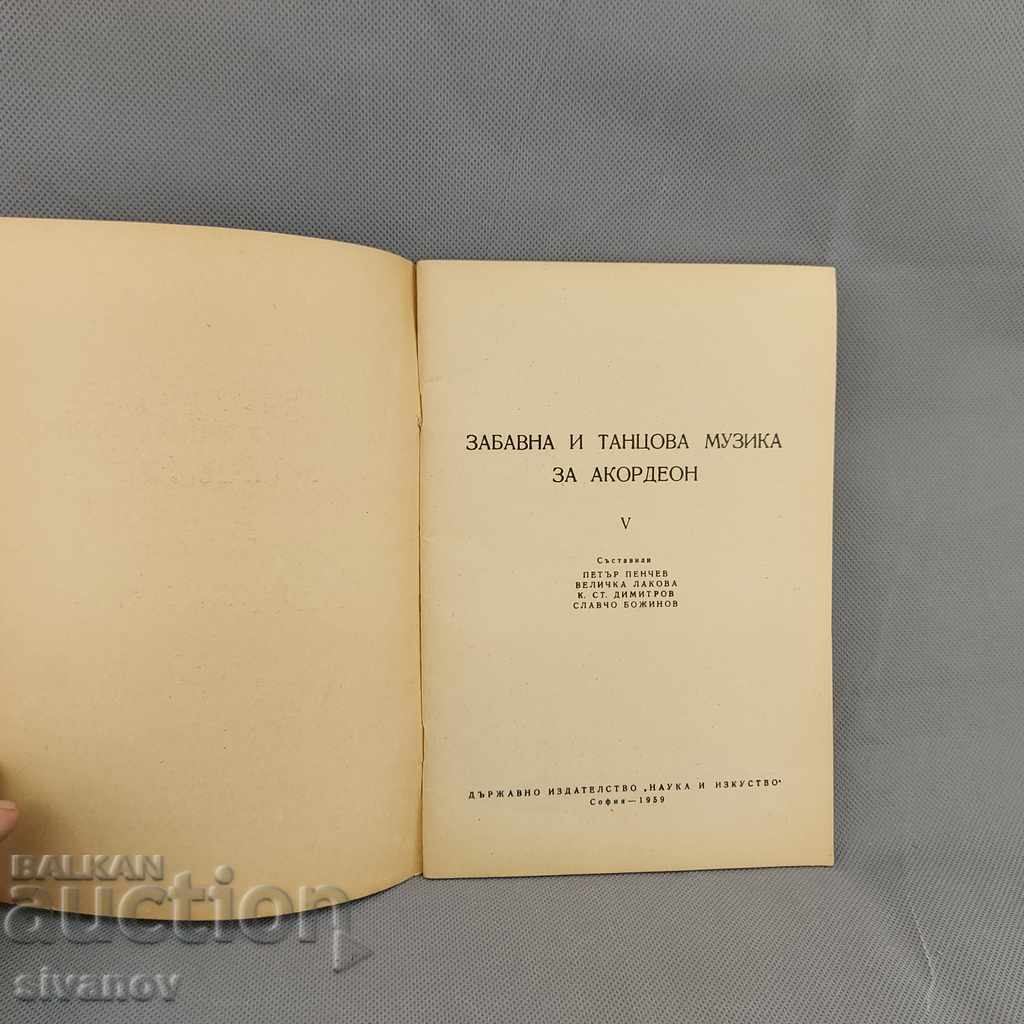 ЗАБАВНА И ТАНЦОВА МУЗИКА
ЗА АКОРДЕОН
V
Съставили
ПЕТЪР ПЕНЧЕВ
ВЕЛИЧКА ЛАКОВА
К. СТ. ДИМИТРОВ
СЛАВЧО БОЖИНОВ
ДЪРЖАВНО ИЗДАТЕЛСТВО „НАУКА И ИЗКУСТВО"
София—1959
BALKAN
auction
sivanov